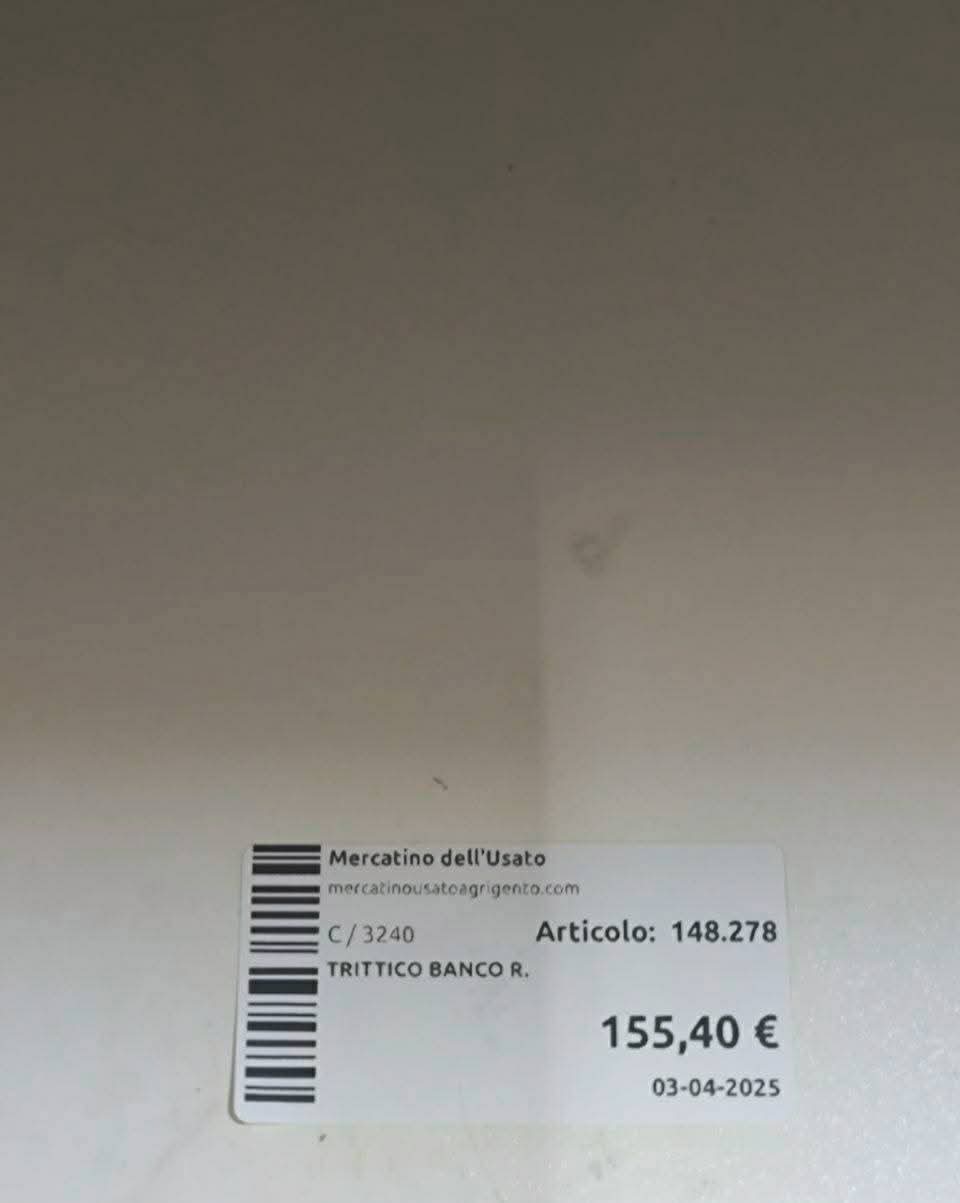 Mercatino dell'Usato
mercatinousatoagrigento.com
C / 3240
Articolo: 148.278
TRITTICO BANCO R.
155,40 €
03-04-2025